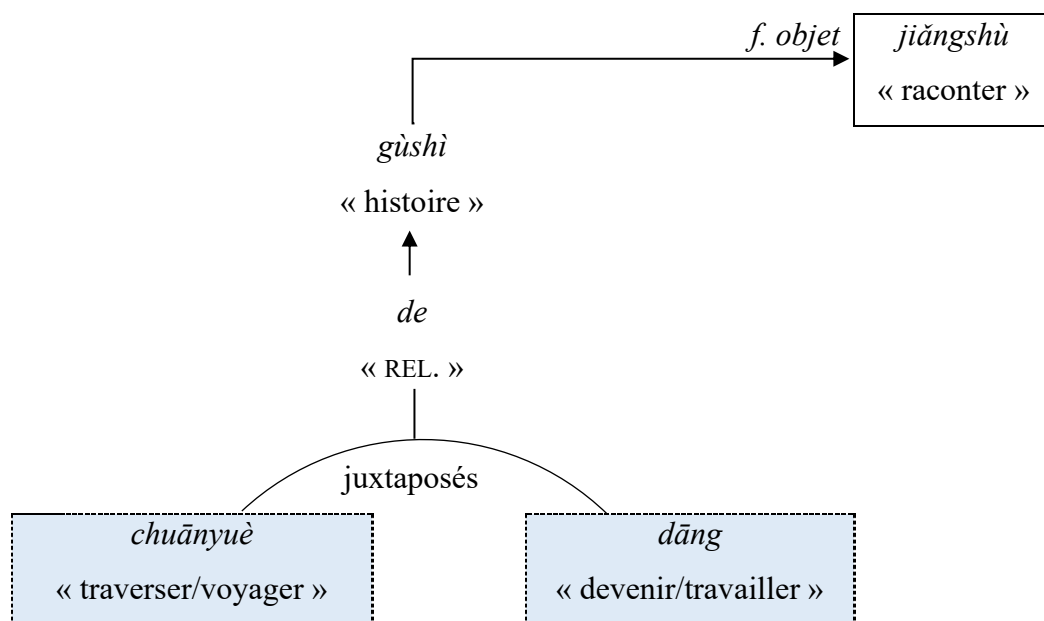 f. objet
jiǎngshù
« raconter »
gùshì
« histoire »
de
« REL. »
juxtaposés
chuānyuè
« traverser/voyager »
dāng
« devenir/travailler »